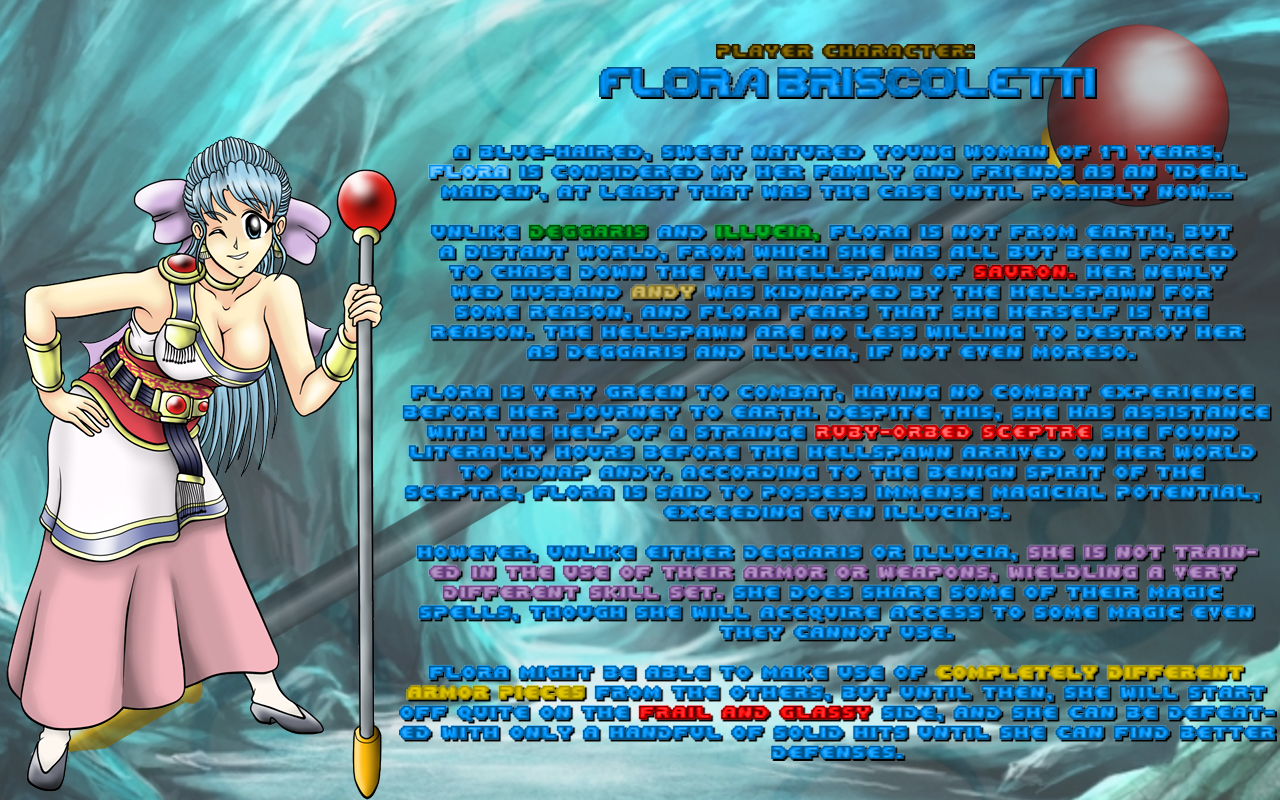 PLAYER CHARACTER:
FLORA BRISCOLETTI
A BLUE-HAIRED, SWEET NATURED YOUNG WOMAN OF 17 YEARS,
FLORA IS CONSIDERED MY HER FAMILY AND FRIENDS AS AN 'IDEAL
MAIDEN', AT LEAST THAT WAS THE CASE UNTIL POSSIBLY NOW...
UNLIKE DEGGARIS AND ILLUCIA, FLORA IS NOT FROM EARTH, BUT
A DISTANT WORLD, FROM WHICH SHE HAS ALL BUT BEEN FORCED
TO CHASE DOWN THE VILE HELLSPAWN OF SAURON. HER NEWLY
WED HUSBAND ANDY WAS KIDNAPPED BY THE HELLSPAWN FOR
SOME REASON, AND FLORA FEARS THAT SHE HERSELF IS THE
REASON. THE HELLSPAWN ARE NO LESS WILLING TO DESTROY HER
AS DEGGARIS AND ILLUCIA, IF NOT EVEN MORESO.
FLORA IS VERY GREEN TO COMBAT, HAVING NO COMBAT EXPERIENCE
BEFORE HER JOURNEY TO EARTH. DESPITE THIS, SHE HAS ASSISTANCE
WITH THE HELP OF A STRANGE RUBY-ORBED SCEPTRE SHE FOUND
LITERALLY HOURS BEFORE THE HELLSPAWN ARRIVED ON HER WORLD
TO KIDNAP ANDY. ACCORDING TO THE BENIGN SPIRIT OF THE
SCEPTRE, FLORA IS SAID TO POSSESS IMMENSE MAGICIAL POTENTIAL,
EXCEEDING EVEN ILLUCIA'S.
HOWEVER, UNLIKE EITHER DEGGARIS OR ILLUCIA, SHE IS NOT TRAIN-
ED IN THE USE OF THEIR ARMOR OR WEAPONS, WIELDLING A VERY
DIFFERENT SKILL SET. SHE DOES SHARE SOME OF THEIR MAGIC
SPELLS, THOUGH SHE WILL ACCQUIRE ACCESS TO SOME MAGIC EVEN
THEY CANNOT USE.
FLORA MIGHT BE ABLE TO MAKE USE OF COMPLETELY DIFFERENT
ARMOR PIECES FROM THE OTHERS, BUT UNTIL THEN, SHE WILL START
OFF QUITE ON THE FRAIL AND GLASSY SIDE, AND SHE CAN BE DEFEAT-
ED WITH ONLY A HANDFUL OF SOLID HITS UNTIL SHE CAN FIND BETTER
DEFENSES.